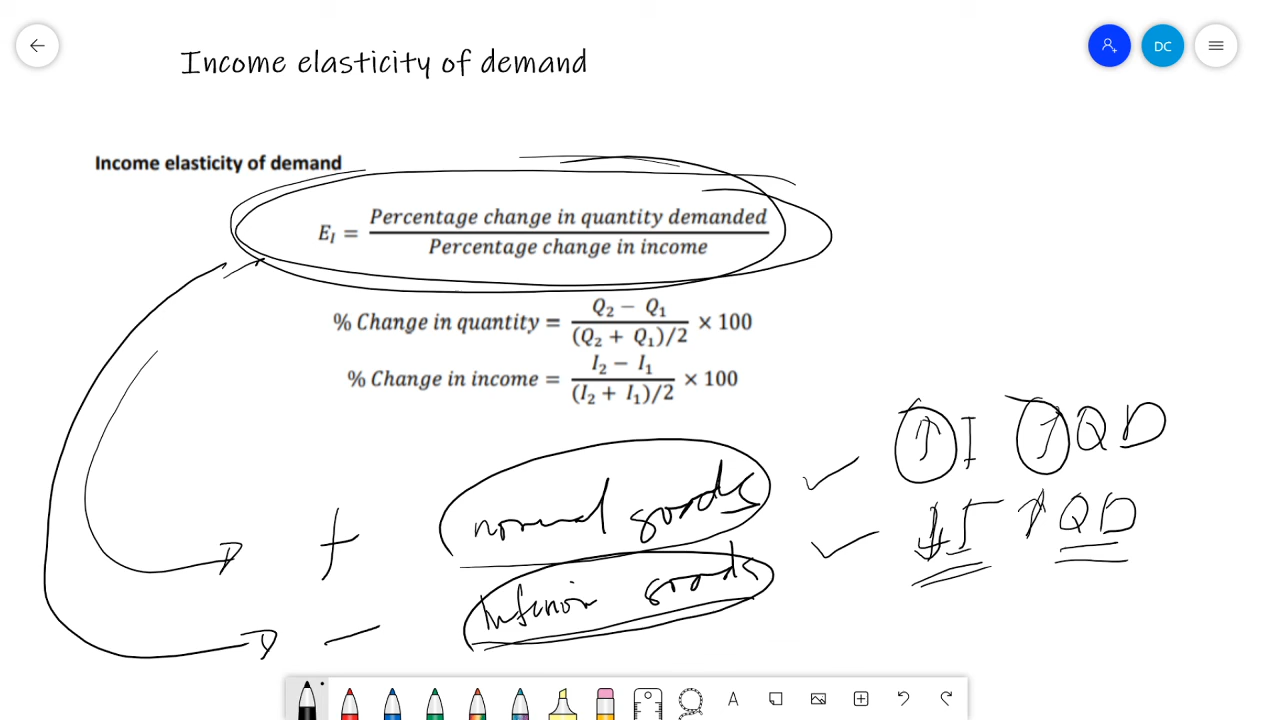 DC
Income elasticity of demand
Income elasticity of demand
E_I = Percentage change in quantity demanded / Percentage change in income
% Change in quantity = (Q₂ − Q₁) / ((Q₂ + Q₁)/2) × 100
% Change in income = (I₂ − I₁) / ((I₂ + I₁)/2) × 100
+ normal goods ✓ ↑ I ↑ Q D
− Inferior goods ✓ ↓ I ↑ Q D
A